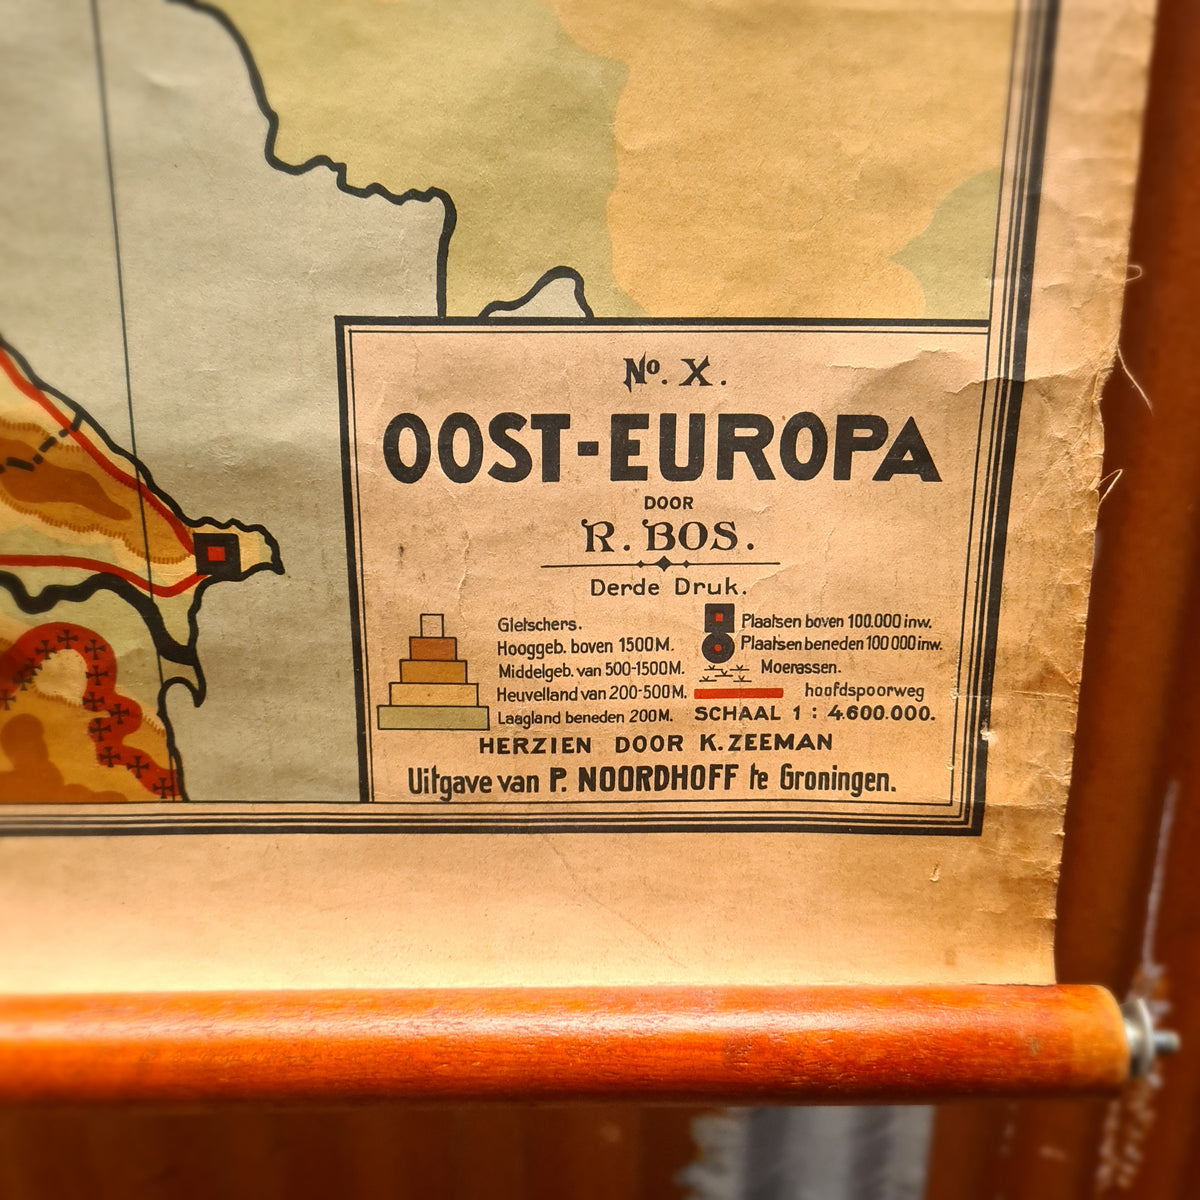 No. X.
OOST-EUROPA
DOOR
R. BOS.
Derde Druk.
Gletschers.
Hooggeb. boven 1500M.
Middelgeb. van 500-1500M.
Heuvelland van 200-500M.
Laagland beneden 200M.
Plaatsen boven 100.000 inw.
Plaatsen beneden 100 000 inw.
Moerassen.
hoofdspoorweg
SCHAAL 1 : 4.600.000.
HERZIEN DOOR K. ZEEMAN
Uitgave van P. NOORDHOFF te Groningen.